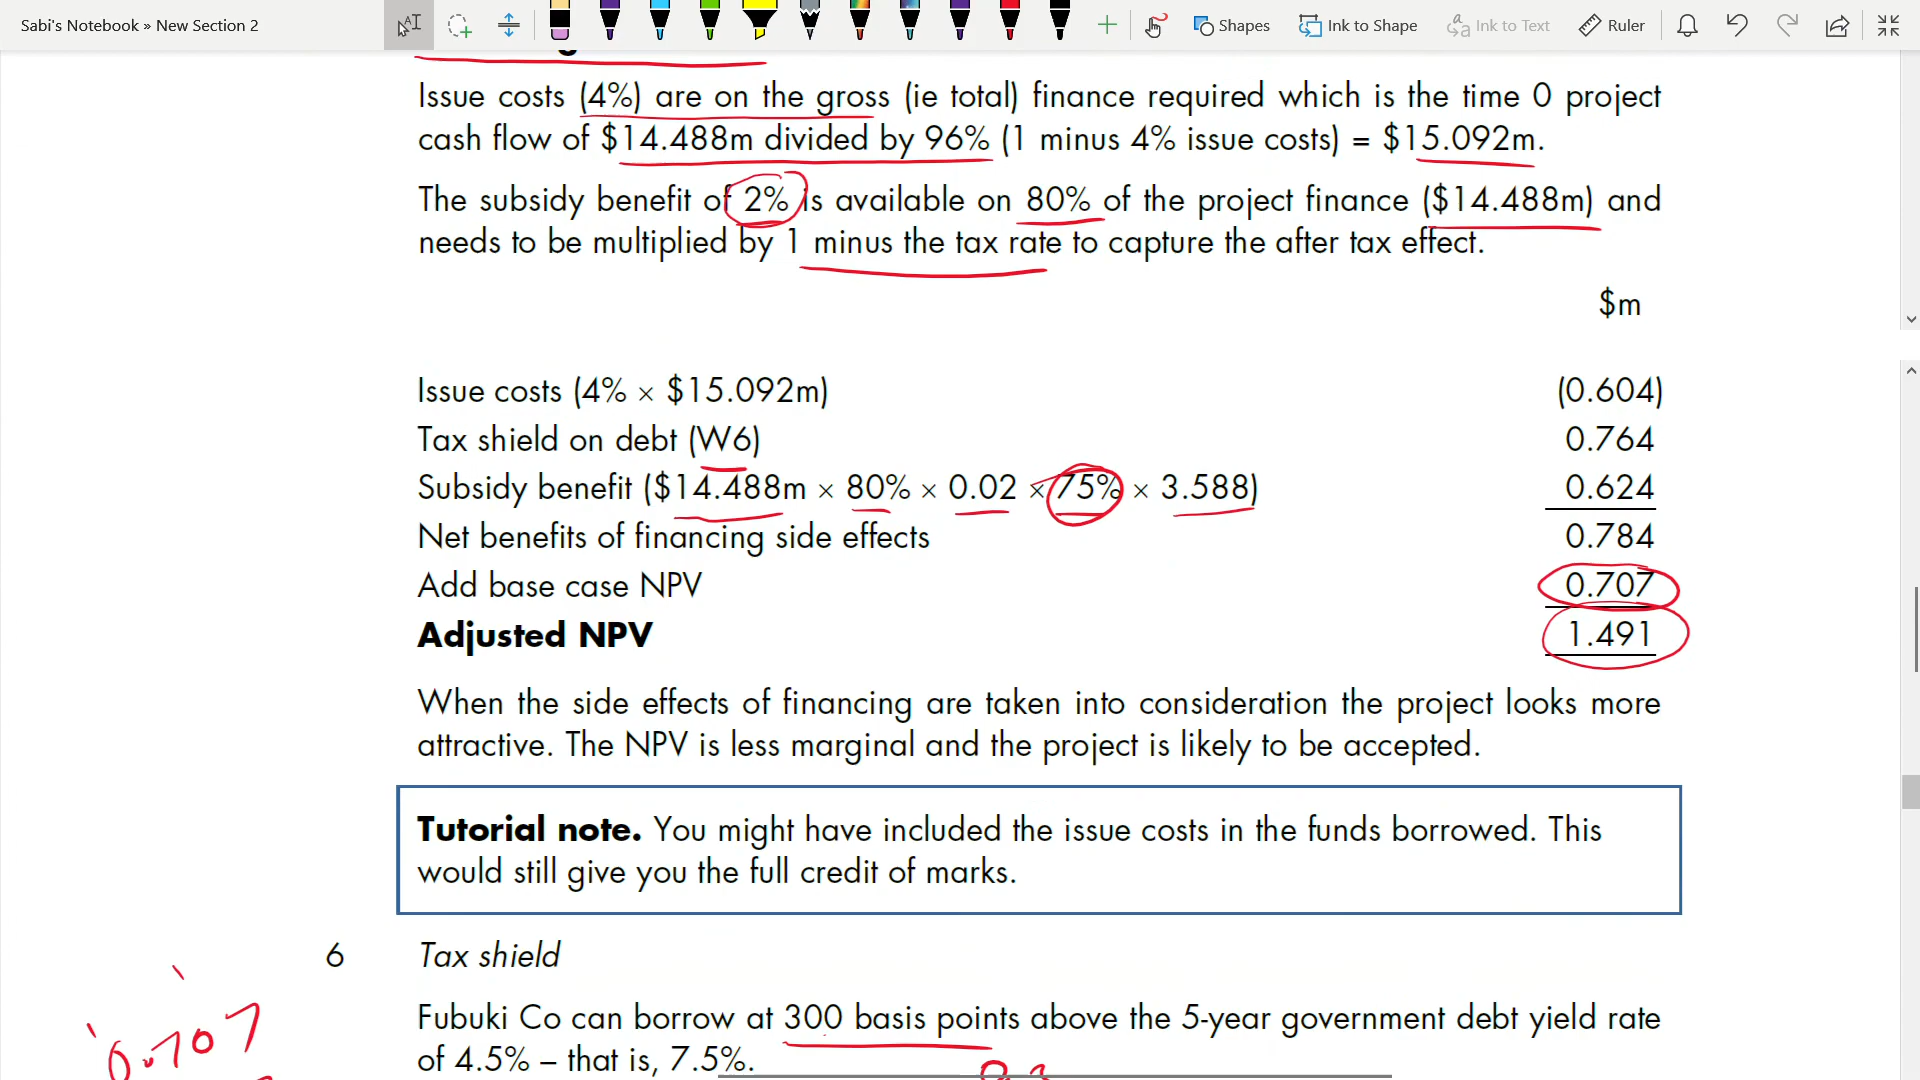 Sabi's Notebook » New Section 2
Shapes
Ink to Shape
Ink to Text
Ruler
Issue costs (4%) are on the gross (ie total) finance required which is the time 0 project
cash flow of $14.488m divided by 96% (1 minus 4% issue costs) = $15.092m.
The subsidy benefit of 2% is available on 80% of the project finance ($14.488m) and
needs to be multiplied by 1 minus the tax rate to capture the after tax effect.
$m
Issue costs (4% × $15.092m) (0.604)
Tax shield on debt (W6) 0.764
Subsidy benefit ($14.488m × 80% × 0.02 × 75% × 3.588) 0.624
Net benefits of financing side effects 0.784
Add base case NPV 0.707
Adjusted NPV 1.491
When the side effects of financing are taken into consideration the project looks more
attractive. The NPV is less marginal and the project is likely to be accepted.
Tutorial note. You might have included the issue costs in the funds borrowed. This
would still give you the full credit of marks.
6 Tax shield
0.707
Fubuki Co can borrow at 300 basis points above the 5-year government debt yield rate
of 4.5% – that is, 7.5%.